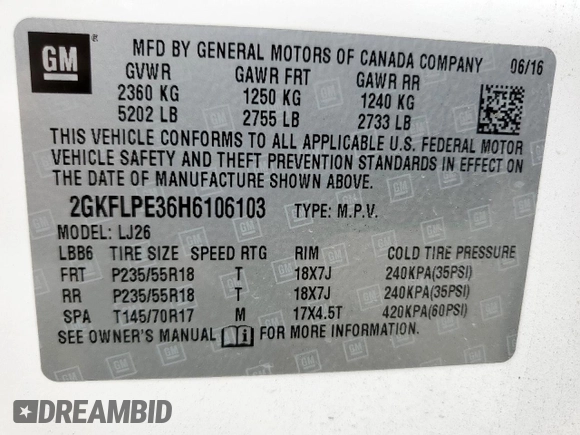 GM
MFD BY GENERAL MOTORS OF CANADA COMPANY 06/16
GVWR GAWR FRT GAWR RR
2360 KG 1250 KG 1240 KG
5202 LB 2755 LB 2733 LB
THIS VEHICLE CONFORMS TO ALL APPLICABLE U.S. FEDERAL MOTOR
VEHICLE SAFETY AND THEFT PREVENTION STANDARDS IN EFFECT ON
THE DATE OF MANUFACTURE SHOWN ABOVE.
2GKFLPE36H6106103 TYPE: M.P.V.
MODEL: LJ26
LBB6 TIRE SIZE SPEED RTG RIM COLD TIRE PRESSURE
FRT P235/55R18 T 18X7J 240KPA(35PSI)
RR P235/55R18 T 18X7J 240KPA(35PSI)
SPA T145/70R17 M 17X4.5T 420KPA(60PSI)
SEE OWNER'S MANUAL FOR MORE INFORMATION
DREAMBID